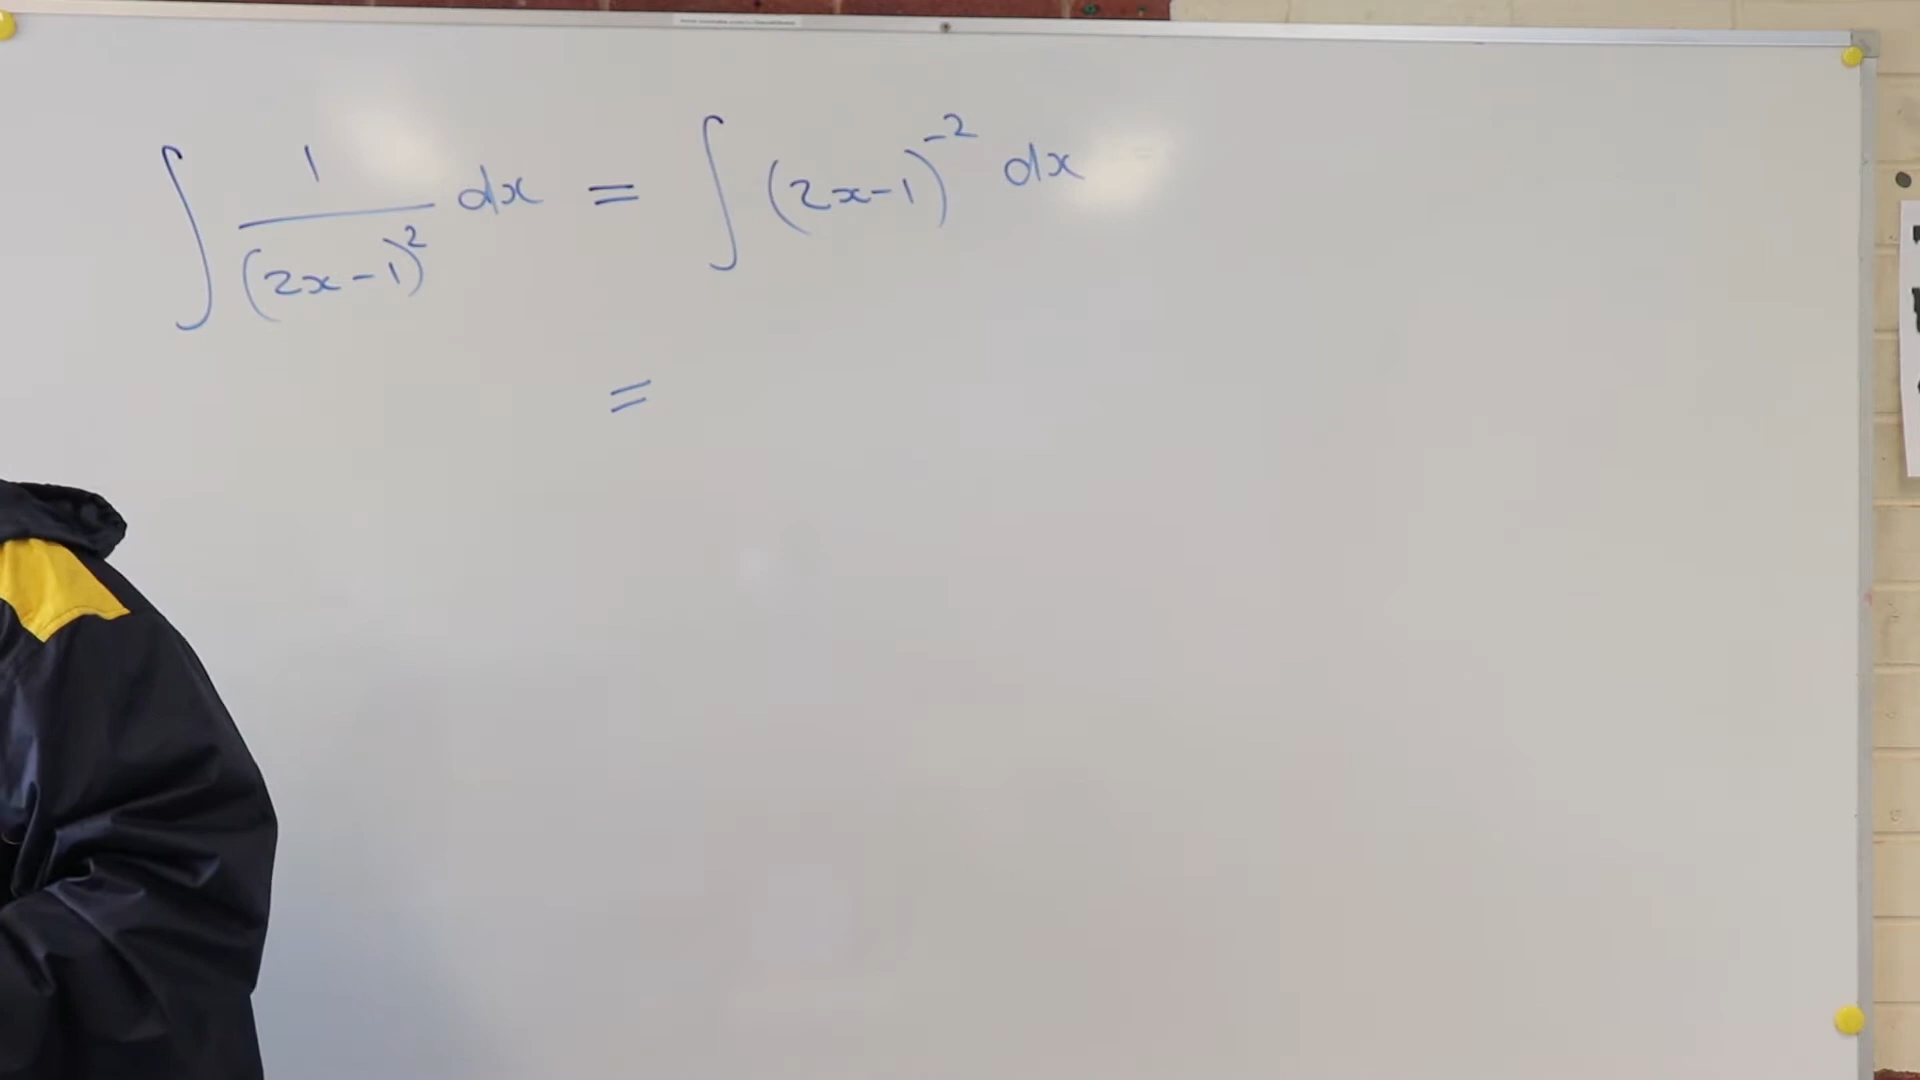 ∫ 1/(2x-1)² dx = ∫ (2x-1)⁻² dx
=